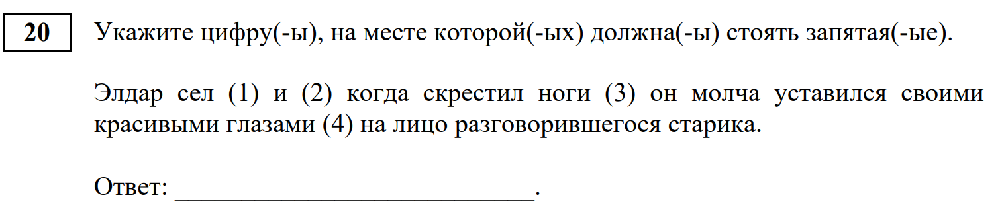 20 Укажите цифру(-ы), на месте которой(-ых) должна(-ы) стоять запятая(-ые).
Элдар сел (1) и (2) когда скрестил ноги (3) он молча уставился своими
красивыми глазами (4) на лицо разговорившегося старика.
Ответ: ___________________________.